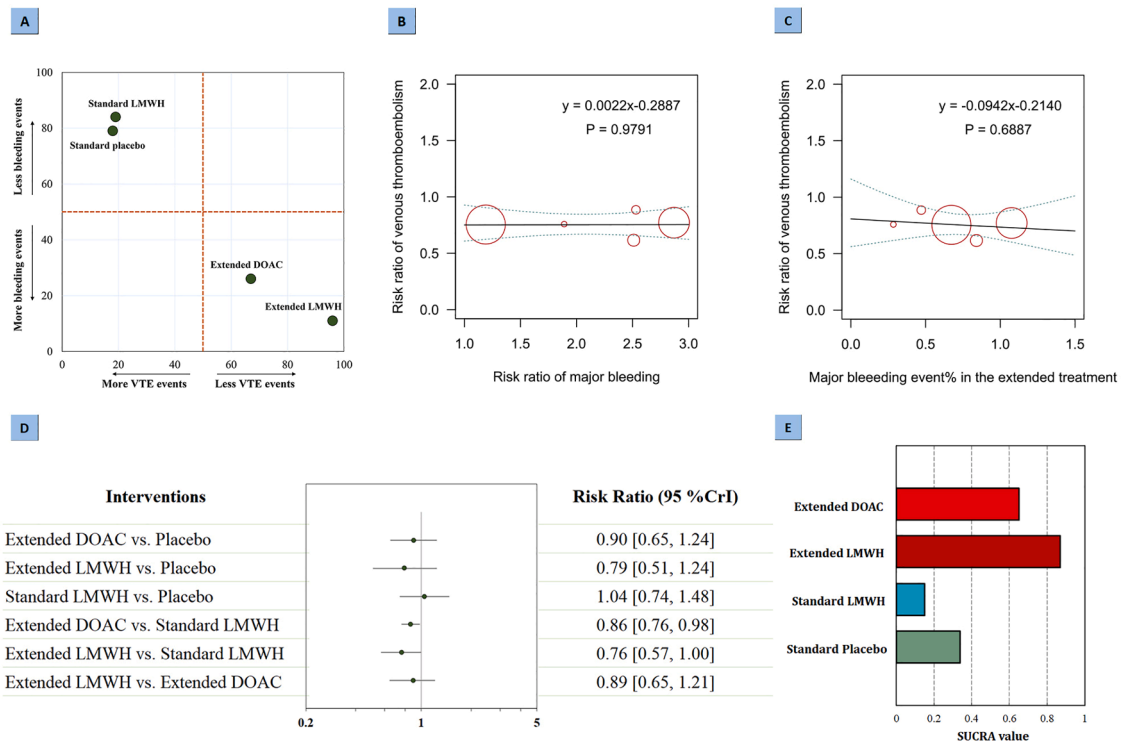 A
B
C
100
80
60
40
20
0
Less bleeding events
More bleeding events
Standard LMWH
Standard placebo
Extended DOAC
Extended LMWH
0
20
40
60
80
100
More VTE events
Less VTE events
Risk ratio of venous thromboembolism
2.0
1.5
1.0
0.5
0.0
y = 0.0022x-0.2887
P = 0.9791
1.0
1.5
2.0
2.5
3.0
Risk ratio of major bleeding
Risk ratio of venous thromboembolism
2.0
1.5
1.0
0.5
0.0
y = -0.0942x-0.2140
P = 0.6887
0.0
0.5
1.0
1.5
Major bleeeding event% in the extended treatment
D
E
Interventions
Risk Ratio (95 %CrI)
Extended DOAC vs. Placebo
0.90 [0.65, 1.24]
Extended LMWH vs. Placebo
0.79 [0.51, 1.24]
Standard LMWH vs. Placebo
1.04 [0.74, 1.48]
Extended DOAC vs. Standard LMWH
0.86 [0.76, 0.98]
Extended LMWH vs. Standard LMWH
0.76 [0.57, 1.00]
Extended LMWH vs. Extended DOAC
0.89 [0.65, 1.21]
0.2
1
5
Extended DOAC
Extended LMWH
Standard LMWH
Standard Placebo
0
0.2
0.4
0.6
0.8
1
SUCRA value